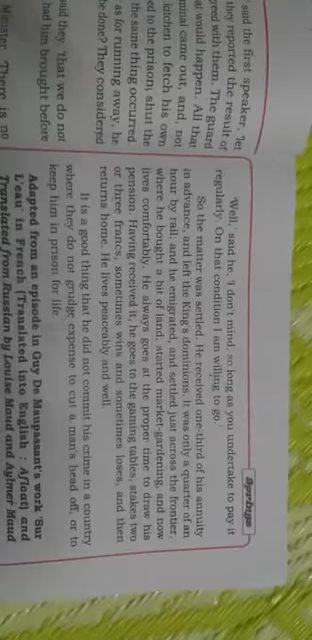 said the first speaker, 'let
they reported the result of
reed with them. The guard
at would happen. All that
minal came out, and, not
kitchen to fetch his own
ed to the prison; shut the
the same thing occurred.
as for running away, he
be done? They considered
said they, 'that we do not
had him brought before
Minister. There is no
Springs
'Well,' said he, 'I don't mind, so long as you undertake to pay it
regularly. On that condition I am willing to go.'
So the matter was settled. He received one-third of his annuity
in advance, and left the King's dominions. It was only a quarter of an
hour by rail; and he emigrated, and settled just across the frontier,
where he bought a bit of land, started market-gardening, and now
lives comfortably. He always goes at the proper time to draw his
pension. Having received it, he goes to the gaming tables, stakes two
or three francs, sometimes wins and sometimes loses, and then
returns home. He lives peaceably and well.
It is a good thing that he did not commit his crime in a country
where they do not grudge expense to cut a man's head off, or to
keep him in prison for life.
Adapted from an episode in Guy De Maupassant's work 'Sur
L'eau' in French (Translated into English : Afloat) and
Translated from Russian by Louise Maud and Aylmer Maud